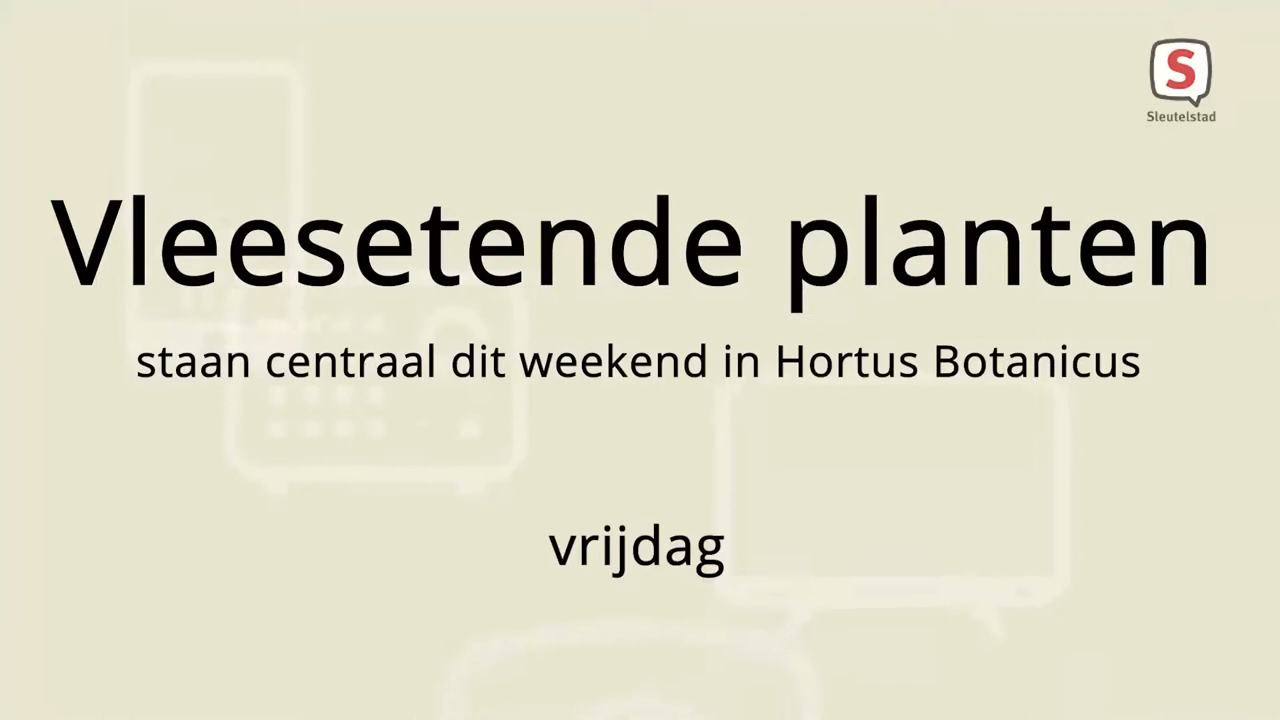 S
Sleutelstad
Vleesetende planten
staan centraal dit weekend in Hortus Botanicus
vrijdag